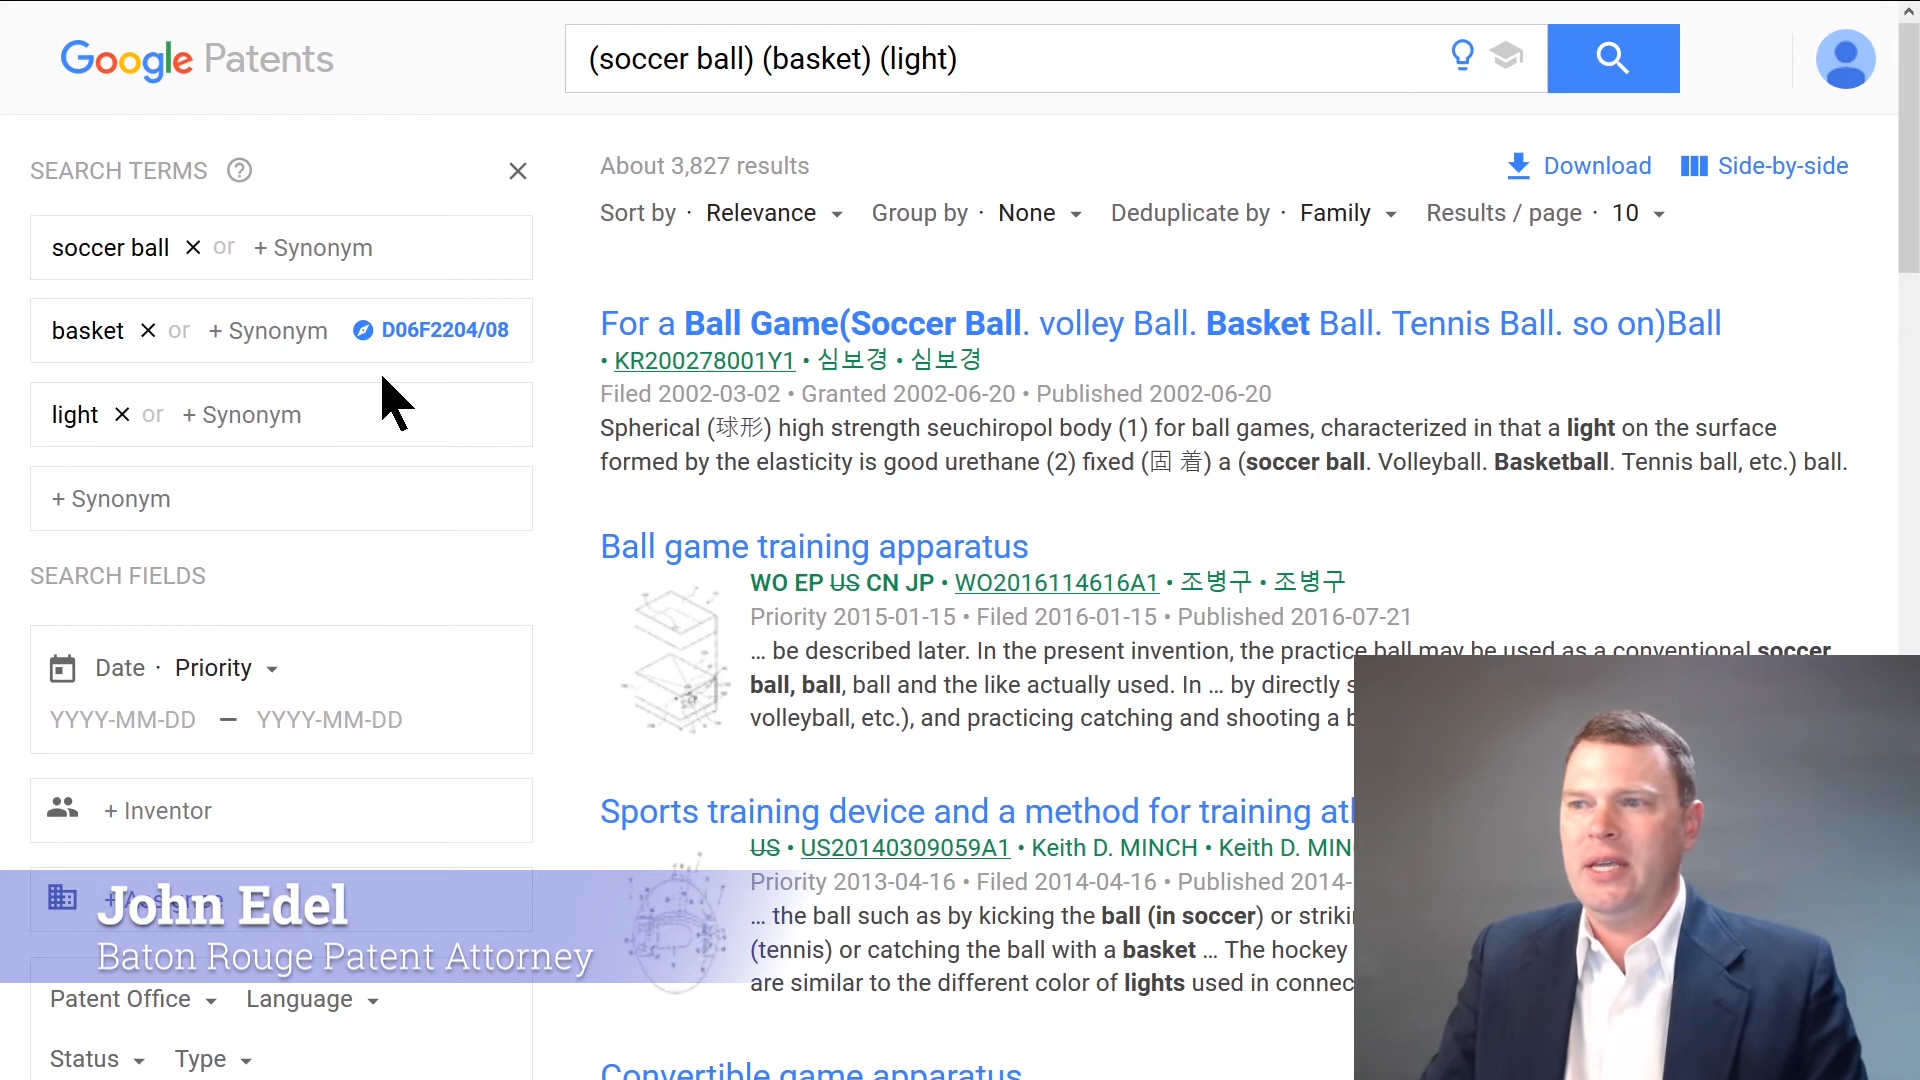 Google Patents
(soccer ball) (basket) (light)
SEARCH TERMS
soccer ball × or + Synonym
basket × or + Synonym D06F2204/08
light × or + Synonym
+ Synonym
SEARCH FIELDS
Date · Priority
YYYY-MM-DD – YYYY-MM-DD
+ Inventor
John Edel
Baton Rouge Patent Attorney
Patent Office Language
Status Type
About 3,827 results
Download Side-by-side
Sort by · Relevance Group by · None Deduplicate by · Family Results / page · 10
For a Ball Game(Soccer Ball. volley Ball. Basket Ball. Tennis Ball. so on)Ball
• KR200278001Y1 • 심보경 • 심보경
Filed 2002-03-02 • Granted 2002-06-20 • Published 2002-06-20
Spherical (球形) high strength seuchiropol body (1) for ball games, characterized in that a light on the surface
formed by the elasticity is good urethane (2) fixed (固 着) a (soccer ball. Volleyball. Basketball. Tennis ball, etc.) ball.
Ball game training apparatus
WO EP US CN JP • WO2016114616A1 • 조병구 • 조병구
Priority 2015-01-15 • Filed 2016-01-15 • Published 2016-07-21
... be described later. In the present invention, the practice ball may be used as a conventional soccer
ball, ball, ball and the like actually used. In ... by directly s
volleyball, etc.), and practicing catching and shooting a b
Sports training device and a method for training at
US • US20140309059A1 • Keith D. MINCH • Keith D. MIN
Priority 2013-04-16 • Filed 2014-04-16 • Published 2014-
... the ball such as by kicking the ball (in soccer) or striki
(tennis) or catching the ball with a basket ... The hockey
are similar to the different color of lights used in connec
Convertible game apparatus